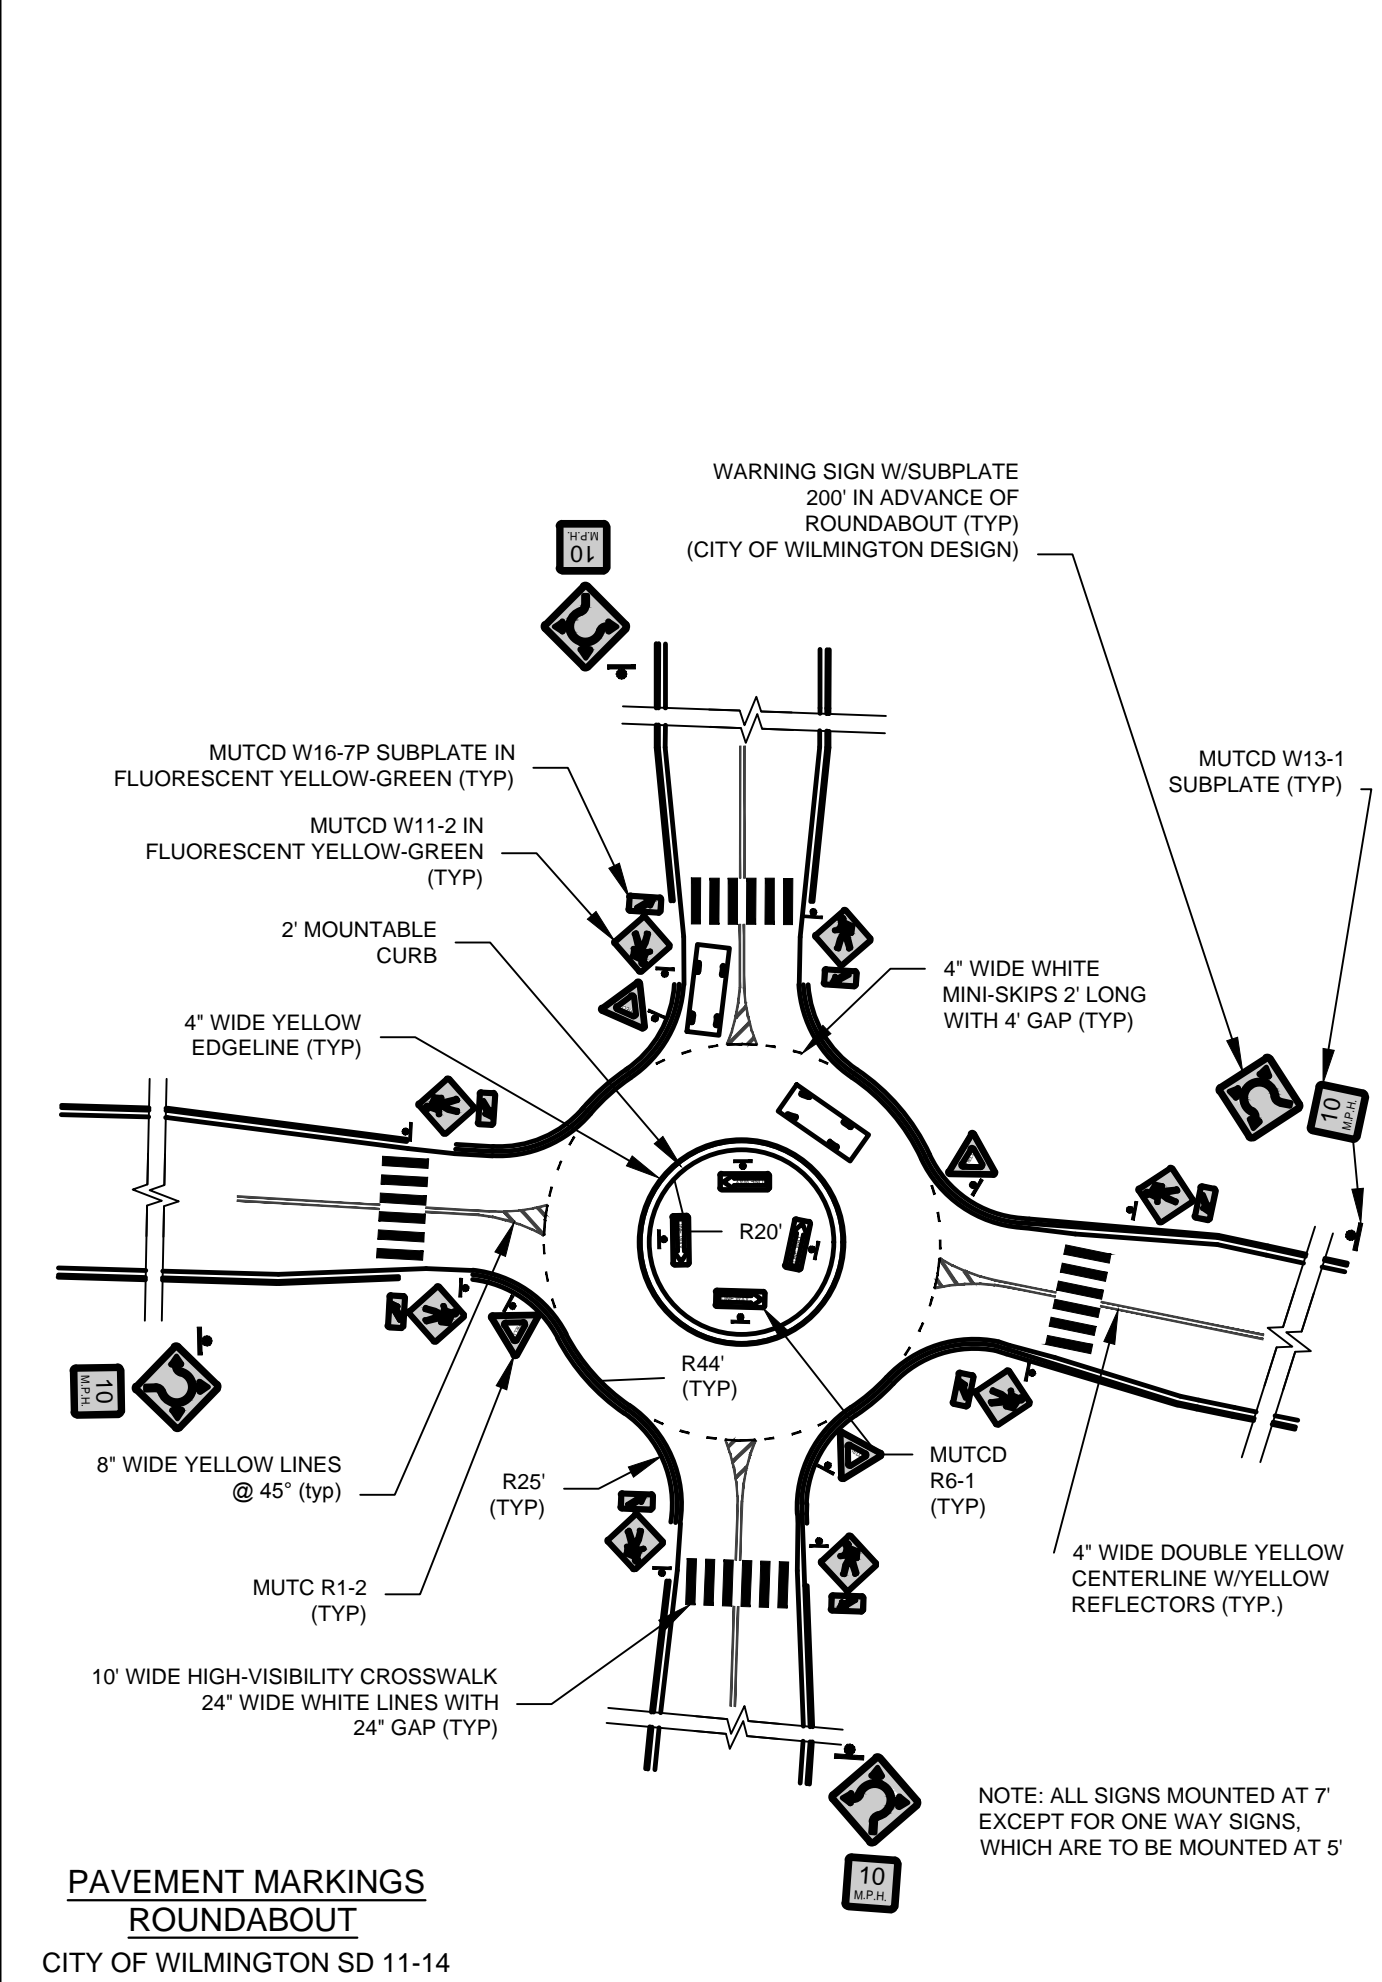 WARNING SIGN W/SUBPLATE
200' IN ADVANCE OF
ROUNDABOUT (TYP)
(CITY OF WILMINGTON DESIGN)
10
M.P.H.
MUTCD W16-7P SUBPLATE IN
FLUORESCENT YELLOW-GREEN (TYP)
MUTCD W13-1
SUBPLATE (TYP)
MUTCD W11-2 IN
FLUORESCENT YELLOW-GREEN
(TYP)
2' MOUNTABLE
CURB
4" WIDE WHITE
MINI-SKIPS 2' LONG
WITH 4' GAP (TYP)
4" WIDE YELLOW
EDGELINE (TYP)
10
M.P.H.
R20'
R44'
(TYP)
10
M.P.H.
8" WIDE YELLOW LINES
@ 45° (typ)
R25'
(TYP)
MUTCD
R6-1
(TYP)
4" WIDE DOUBLE YELLOW
CENTERLINE W/YELLOW
REFLECTORS (TYP.)
MUTC R1-2
(TYP)
10' WIDE HIGH-VISIBILITY CROSSWALK
24" WIDE WHITE LINES WITH
24" GAP (TYP)
NOTE: ALL SIGNS MOUNTED AT 7'
EXCEPT FOR ONE WAY SIGNS,
WHICH ARE TO BE MOUNTED AT 5'
10
M.P.H.
PAVEMENT MARKINGS
ROUNDABOUT
CITY OF WILMINGTON SD 11-14